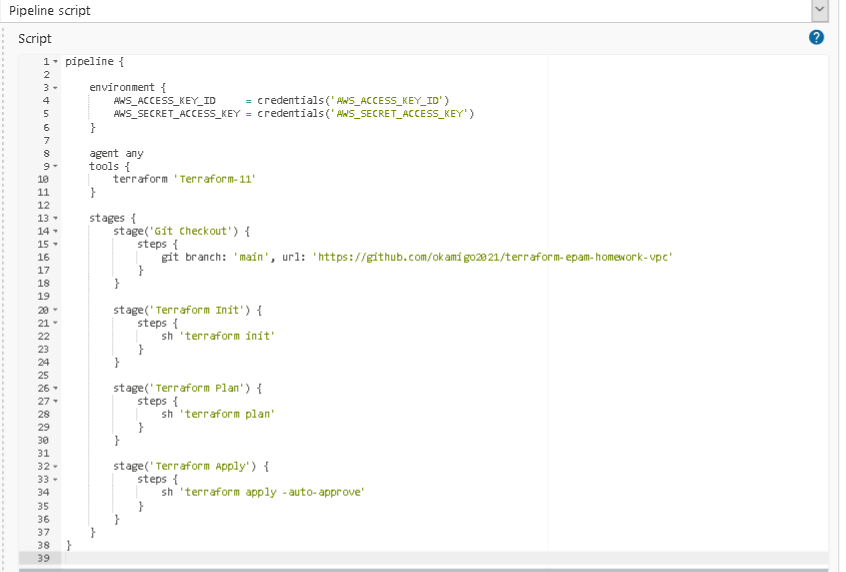 Pipeline script
Script
?
1 pipeline {
2
3     environment {
4         AWS_ACCESS_KEY_ID     = credentials('AWS_ACCESS_KEY_ID')
5         AWS_SECRET_ACCESS_KEY = credentials('AWS_SECRET_ACCESS_KEY')
6     }
7
8     agent any
9     tools {
10         terraform 'Terraform-11'
11     }
12
13     stages {
14         stage('Git Checkout') {
15             steps {
16                 git branch: 'main', url: 'https://github.com/okamigo2021/terraform-epam-homework-vpc'
17             }
18         }
19
20         stage('Terraform Init') {
21             steps {
22                 sh 'terraform init'
23             }
24         }
25
26         stage('Terraform Plan') {
27             steps {
28                 sh 'terraform plan'
29             }
30         }
31
32         stage('Terraform Apply') {
33             steps {
34                 sh 'terraform apply -auto-approve'
35             }
36         }
37     }
38 }
39